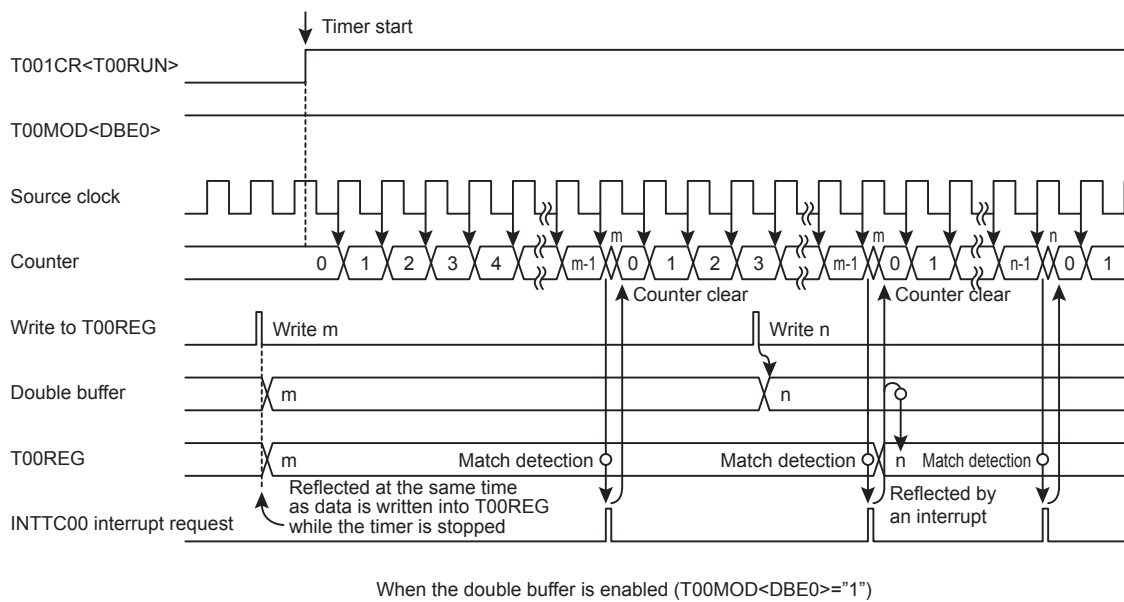 Timer start
T001CR<T00RUN>
T00MOD<DBE0>
Source clock
m m n
Counter 0 1 2 3 4 m-1 0 1 2 3 m-1 0 1 n-1 0 1
Counter clear Counter clear
Write to T00REG Write m Write n
Double buffer m n
T00REG m Match detection Match detection n Match detection
Reflected at the same time
as data is written into T00REG
while the timer is stopped
Reflected by
an interrupt
INTTC00 interrupt request
When the double buffer is enabled (T00MOD<DBE0>=”1”)